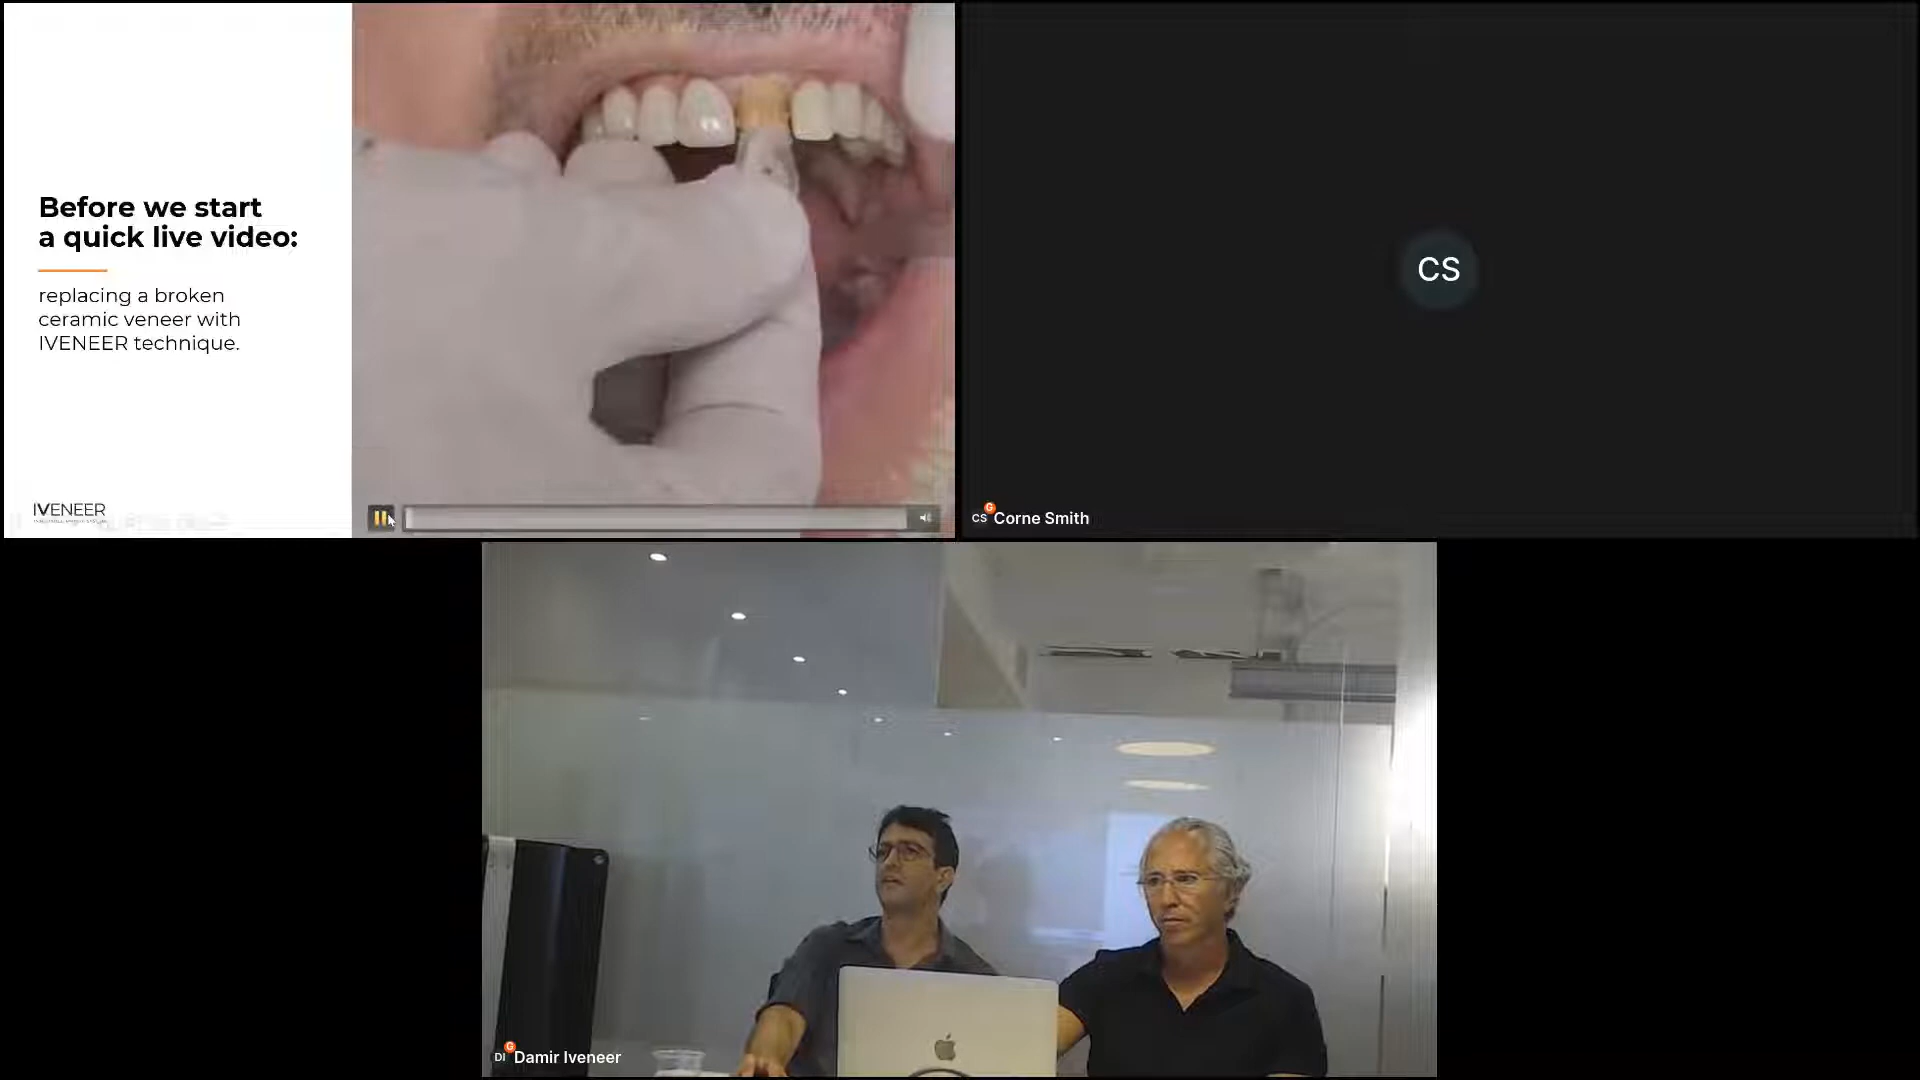 Before we start
a quick live video:
replacing a broken
ceramic veneer with
IVENEER technique.
IVENEER
CS
CS G Corne Smith
DI G Damir Iveneer